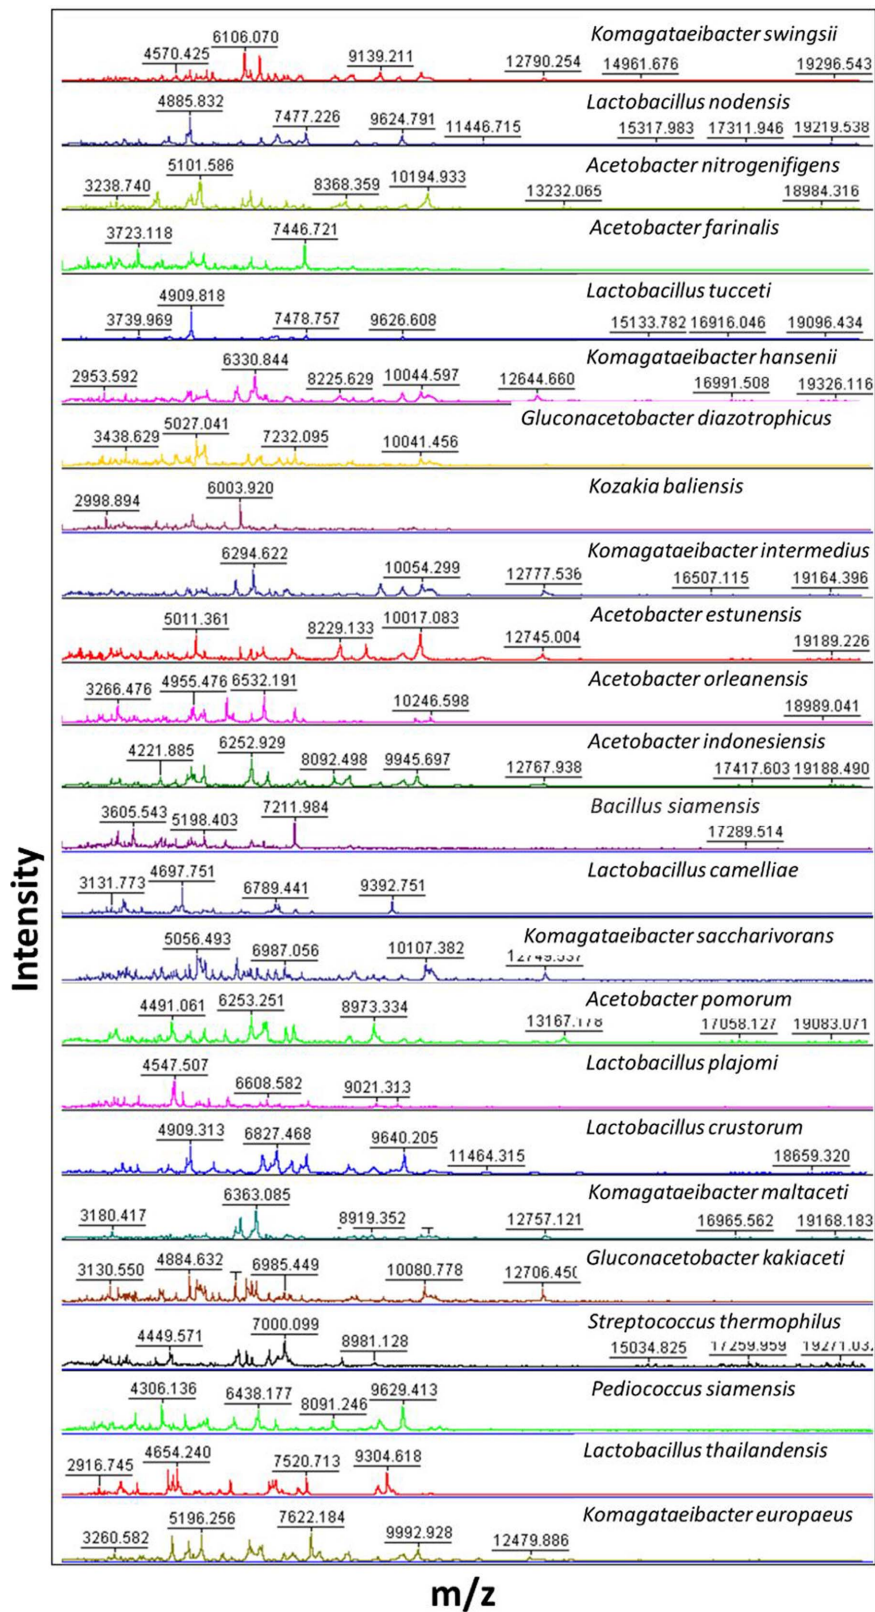 Komagataeibacter swingsii
4570.425 6106.070 9139.211 12790.254 14961.676 19296.543
Lactobacillus nodensis
4885.832 7477.226 9624.791 11446.715 15317.983 17311.946 19219.538
Acetobacter nitrogenifigens
3238.740 5101.586 8368.359 10194.933 13232.065 18984.316
Acetobacter farinalis
3723.118 7446.721
Lactobacillus tucceti
3739.969 4909.818 7478.757 9626.608 15133.782 16916.046 19096.434
Komagataeibacter hansenii
2953.592 6330.844 8225.629 10044.597 12644.660 16991.508 19326.116
Gluconacetobacter diazotrophicus
3438.629 5027.041 7232.095 10041.456
Kozakia baliensis
2998.894 6003.920
Komagataeibacter intermedius
6294.622 10054.299 12777.536 16507.115 19164.396
Acetobacter estunensis
5011.361 8229.133 10017.083 12745.004 19189.226
Acetobacter orleanensis
3266.476 4955.476 6532.191 10246.598 18989.041
Acetobacter indonesiensis
4221.885 6252.929 8092.498 9945.697 12767.938 17417.603 19188.490
Bacillus siamensis
3605.543 5198.403 7211.984 17289.514
Lactobacillus camelliae
3131.773 4697.751 6789.441 9392.751
Komagataeibacter saccharivorans
5056.493 6987.056 10107.382 12749.537
Acetobacter pomorum
4491.061 6253.251 8973.334 13167.178 17058.127 19083.071
Lactobacillus plajomi
4547.507 6608.582 9021.313
Lactobacillus crustorum
4909.313 6827.468 9640.205 11464.315 18659.320
Komagataeibacter maltaceti
3180.417 6363.085 8919.352 12757.121 16965.562 19168.183
Gluconacetobacter kakiaceti
3130.550 4884.632 6985.449 10080.778 12706.450
Streptococcus thermophilus
4449.571 7000.099 8981.128 15034.825 17259.959
Pediococcus siamensis
4306.136 6438.177 8091.246 9629.413
Lactobacillus thailandensis
2916.745 4654.240 7520.713 9304.618
Komagataeibacter europaeus
3260.582 5196.256 7622.184 9992.928 12479.886
Intensity
m/z